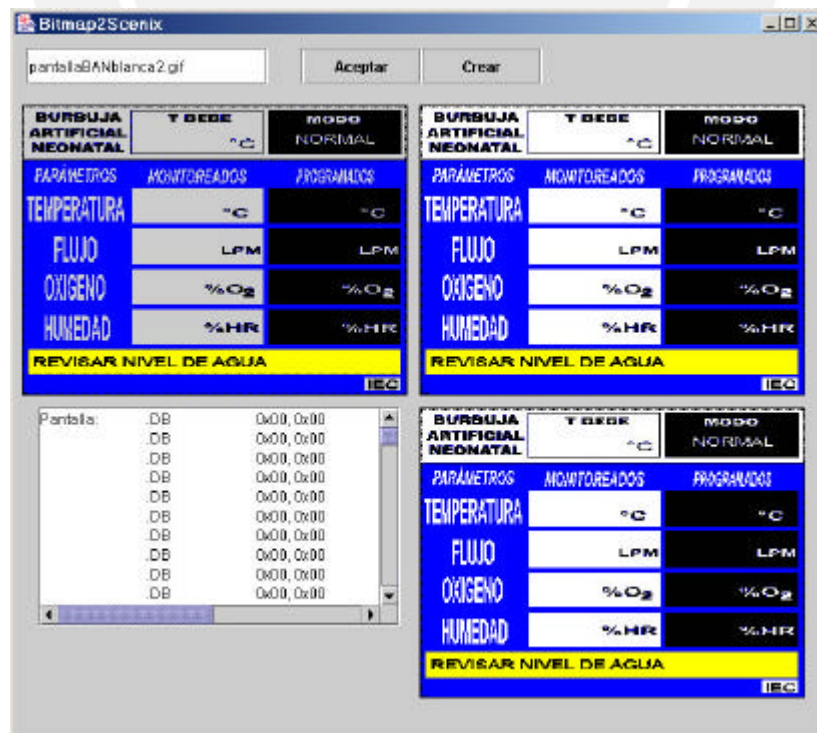 Bitmap2Scenix
pantallaBANblanca2.gif
Aceptar
Crear
BURBUJA ARTIFICIAL NEONATAL
T BEBE
°C
MODO
NORMAL
PARÁMETROS MONITOREADOS PROGRAMADOS
TEMPERATURA °C °C
FLUJO LPM LPM
OXIGENO %O2 %O2
HUMEDAD %HR %HR
REVISAR NIVEL DE AGUA
IEC
BURBUJA ARTIFICIAL NEONATAL
T BEBE
°C
MODO
NORMAL
PARÁMETROS MONITOREADOS PROGRAMADOS
TEMPERATURA °C °C
FLUJO LPM LPM
OXIGENO %O2 %O2
HUMEDAD %HR %HR
REVISAR NIVEL DE AGUA
IEC
Pantalla: .DB 0x00, 0x00
.DB 0x00, 0x00
.DB 0x00, 0x00
.DB 0x00, 0x00
.DB 0x00, 0x00
.DB 0x00, 0x00
.DB 0x00, 0x00
.DB 0x00, 0x00
.DB 0x00, 0x00
.DB 0x00, 0x00
BURBUJA ARTIFICIAL NEONATAL
T BEBE
°C
MODO
NORMAL
PARÁMETROS MONITOREADOS PROGRAMADOS
TEMPERATURA °C °C
FLUJO LPM LPM
OXIGENO %O2 %O2
HUMEDAD %HR %HR
REVISAR NIVEL DE AGUA
IEC